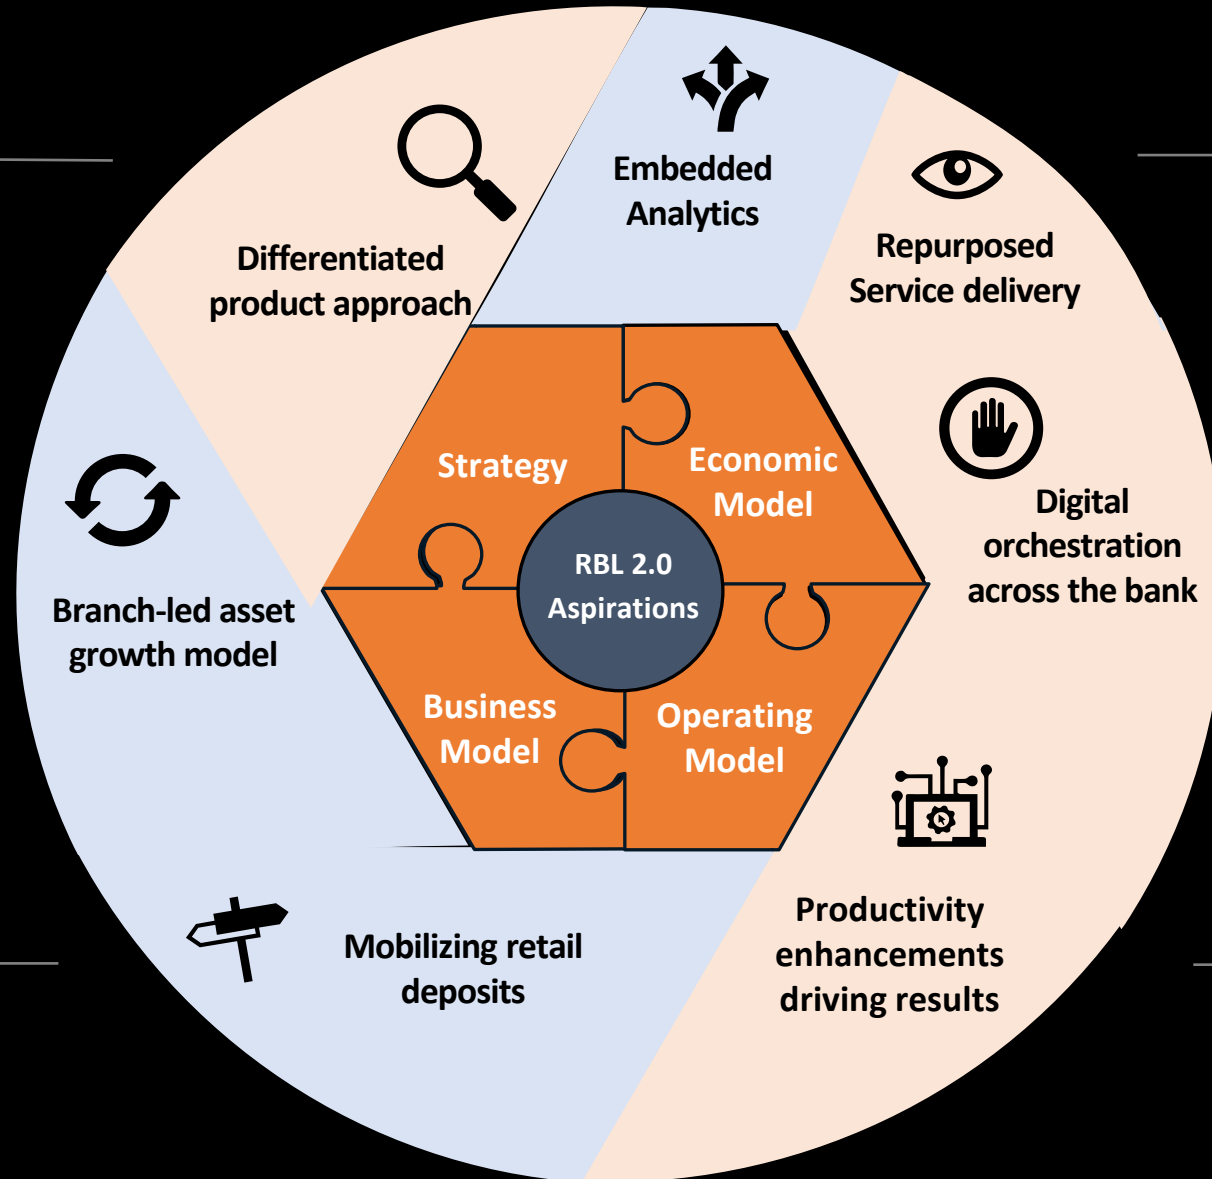 Embedded
Analytics
Repurposed
Service delivery
Differentiated
product approach
Strategy
Economic
Model
Digital
orchestration
across the bank
RBL 2.0
Aspirations
Branch-led asset
growth model
Business
Model
Operating
Model
Productivity
enhancements
driving results
Mobilizing retail
deposits